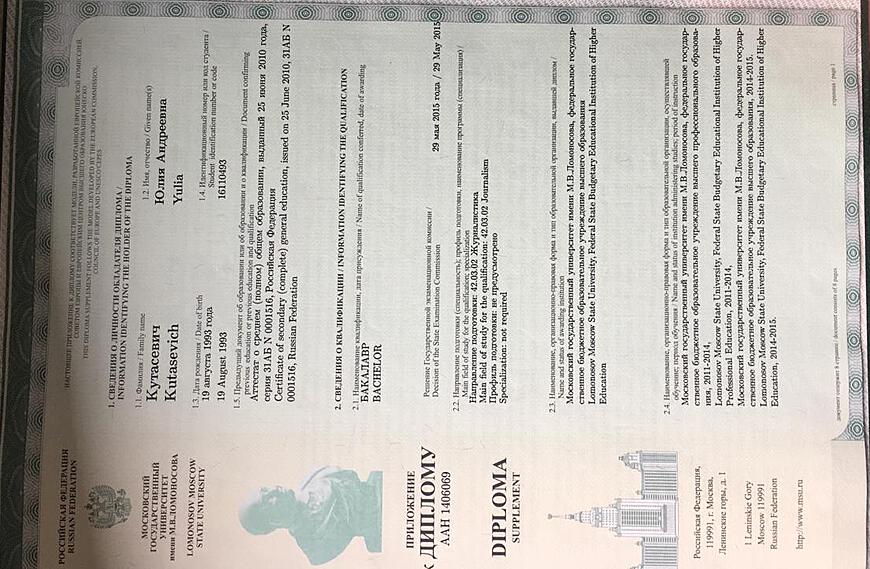 РОССИЙСКАЯ ФЕДЕРАЦИЯ
RUSSIAN FEDERATION
МОСКОВСКИЙ
ГОСУДАРСТВЕННЫЙ
УНИВЕРСИТЕТ
имени М.В.ЛОМОНОСОВА
LOMONOSOV MOSCOW
STATE UNIVERSITY
ПРИЛОЖЕНИЕ
к ДИПЛОМУ
ААН 1406069
DIPLOMA
SUPPLEMENT
Российская Федерация,
119991, г. Москва,
Ленинские горы, д. 1
1 Leninskie Gory
Moscow 119991
Russian Federation
http://www.msu.ru
НАСТОЯЩЕЕ ПРИЛОЖЕНИЕ К ДИПЛОМУ СООТВЕТСТВУЕТ МОДЕЛИ, РАЗРАБОТАННОЙ ЕВРОПЕЙСКОЙ КОМИССИЕЙ,
СОВЕТОМ ЕВРОПЫ И ЕВРОПЕЙСКИМ ЦЕНТРОМ ВЫСШЕГО ОБРАЗОВАНИЯ ЮНЕСКО
THIS DIPLOMA SUPPLEMENT FOLLOWS THE MODEL DEVELOPED BY THE EUROPEAN COMMISSION,
COUNCIL OF EUROPE AND UNESCO/CEPES
1. СВЕДЕНИЯ О ЛИЧНОСТИ ОБЛАДАТЕЛЯ ДИПЛОМА /
INFORMATION IDENTIFYING THE HOLDER OF THE DIPLOMA
1.1. Фамилия / Family name
Кутасевич
Kutasevich
1.2. Имя, отчество / Given name(s)
Юлия Андреевна
Yulia
1.3. Дата рождения / Date of birth
19 августа 1993 года
19 August 1993
1.4. Идентификационный номер или код студента /
Student identification number or code
16110493
1.5. Предыдущий документ об образовании или об образовании и о квалификации / Document confirming
previous education or previous education and qualification
Аттестат о среднем (полном) общем образовании, выданный 25 июня 2010 года,
серия 31АБ N 0001516, Российская Федерация
Certificate of secondary (complete) general education, issued on 25 June 2010, 31АБ N
0001516, Russian Federation
2. СВЕДЕНИЯ О КВАЛИФИКАЦИИ / INFORMATION IDENTIFYING THE QUALIFICATION
2.1. Наименование квалификации, дата присуждения / Name of qualification conferred, date of awarding
БАКАЛАВР
BACHELOR
Решение Государственной экзаменационной комиссии /
Decision of the State Examination Commission
29 мая 2015 года / 29 May 2015
2.2. Направление подготовки (специальность); профиль подготовки, наименование программы (специализация) /
Main field of study for the qualification; specialization
Направление подготовки: 42.03.02 Журналистика
Main field of study for the qualification: 42.03.02 Journalism
Профиль подготовки: не предусмотрено
Specialization: not required
2.3. Наименование, организационно-правовая форма и тип образовательной организации, выдавшей диплом /
Name and status of awarding institution
Московский государственный университет имени М.В.Ломоносова, федеральное государ-
ственное бюджетное образовательное учреждение высшего образования
Lomonosov Moscow State University, Federal State Budgetary Educational Institution of Higher
Education
2.4. Наименование, организационно-правовая форма и тип образовательной организации, осуществлявшей
обучение; период обучения / Name and status of institution administering studies; period of instruction
Московский государственный университет имени М.В.Ломоносова, федеральное государ-
ственное бюджетное образовательное учреждение высшего профессионального образова-
ния, 2011-2014,
Lomonosov Moscow State University, Federal State Budgetary Educational Institution of Higher
Professional Education, 2011-2014,
Московский государственный университет имени М.В.Ломоносова, федеральное государ-
ственное бюджетное образовательное учреждение высшего образования, 2014-2015.
Lomonosov Moscow State University, Federal State Budgetary Educational Institution of Higher
Education, 2014-2015.
документ содержит 8 страниц / document consists of 8 pages
страница / page 1